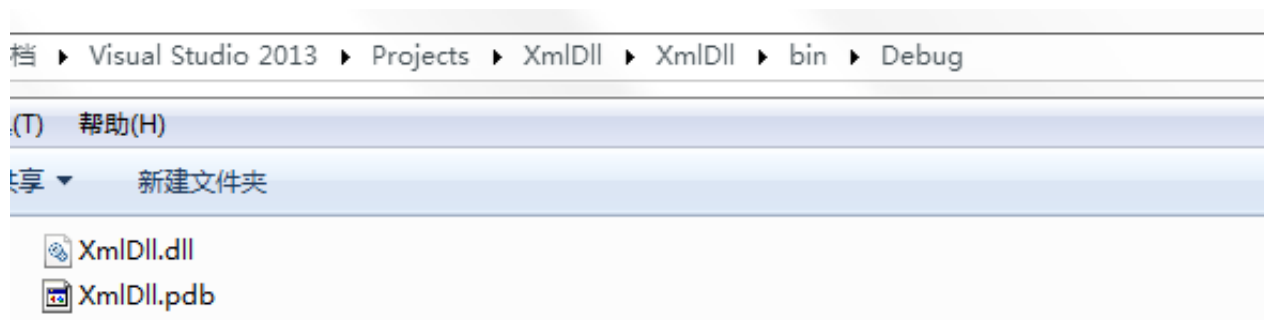 档 ▸ Visual Studio 2013 ▸ Projects ▸ XmlDll ▸ XmlDll ▸ bin ▸ Debug
(T) 帮助(H)
享 新建文件夹
XmlDll.dll
XmlDll.pdb